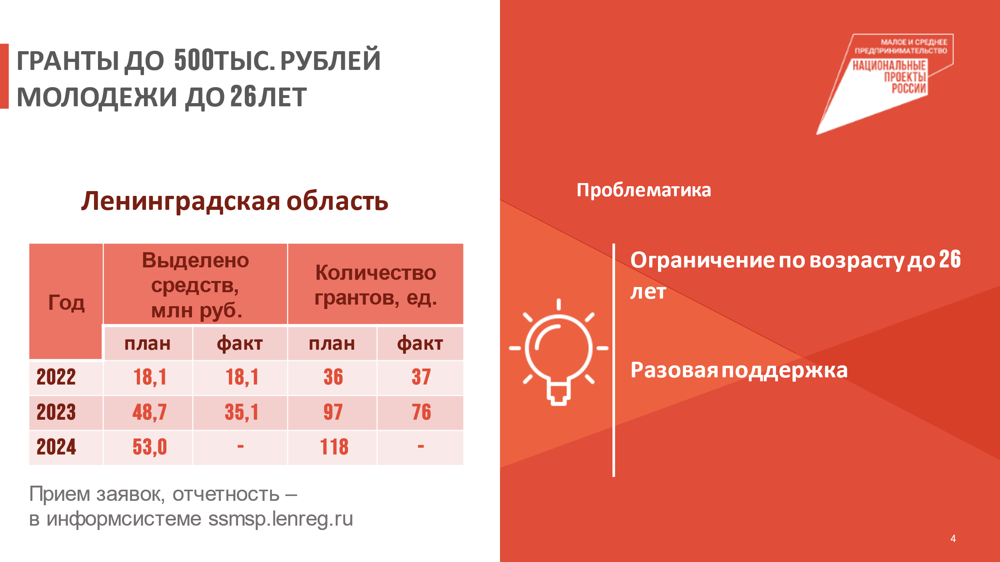 ГРАНТЫ ДО 500ТЫС. РУБЛЕЙ
МОЛОДЕЖИ ДО 26ЛЕТ
МАЛОЕ И СРЕДНЕЕ
ПРЕДПРИНИМАТЕЛЬСТВО
НАЦИОНАЛЬНЫЕ
ПРОЕКТЫ
РОССИИ
Ленинградская область
Год
Выделено
средств,
млн руб.
Количество
грантов, ед.
план факт план факт
2022 18,1 18,1 36 37
2023 48,7 35,1 97 76
2024 53,0 - 118 -
Прием заявок, отчетность –
в информсистеме ssmsp.lenreg.ru
Проблематика
Ограничение по возрасту до 26
лет
Разовая поддержка
4